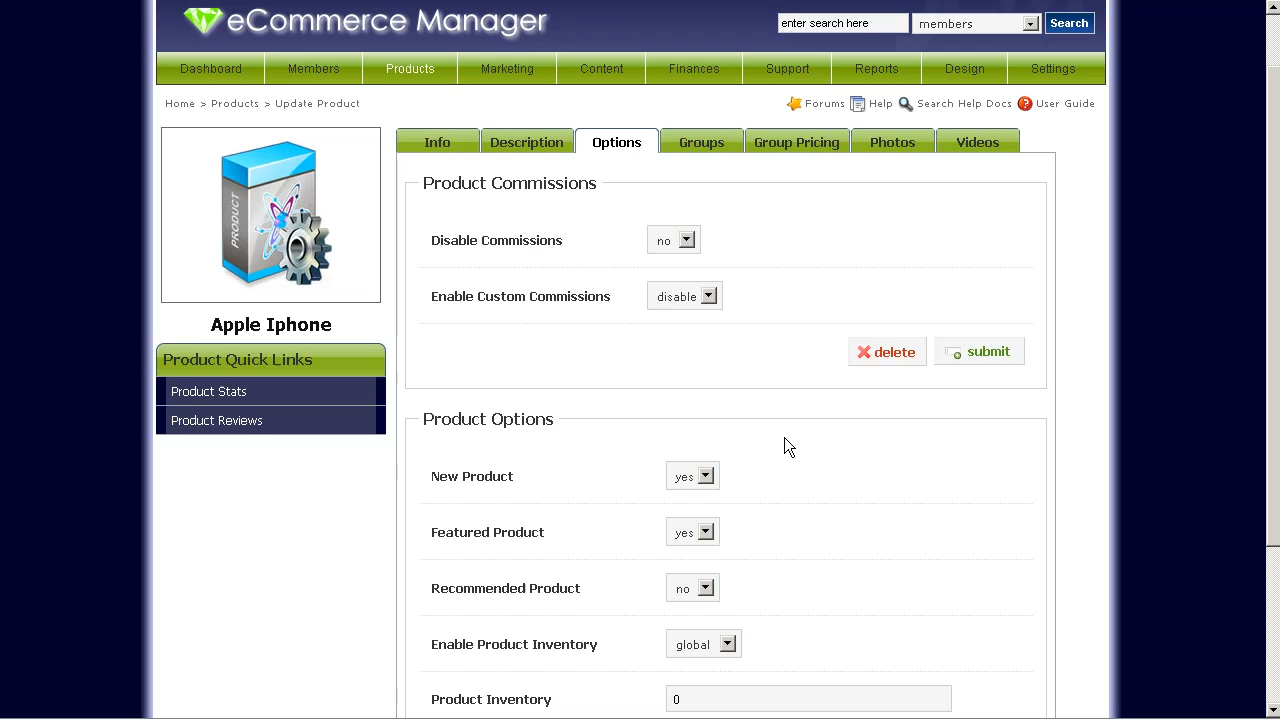 eCommerce Manager
enter search here members Search
Dashboard Members Products Marketing Content Finances Support Reports Design Settings
Home > Products > Update Product
Forums Help Search Help Docs User Guide
PRODUCT
Apple Iphone
Product Quick Links
Product Stats
Product Reviews
Info Description Options Groups Group Pricing Photos Videos
Product Commissions
Disable Commissions no
Enable Custom Commissions disable
delete submit
Product Options
New Product yes
Featured Product yes
Recommended Product no
Enable Product Inventory global
Product Inventory 0